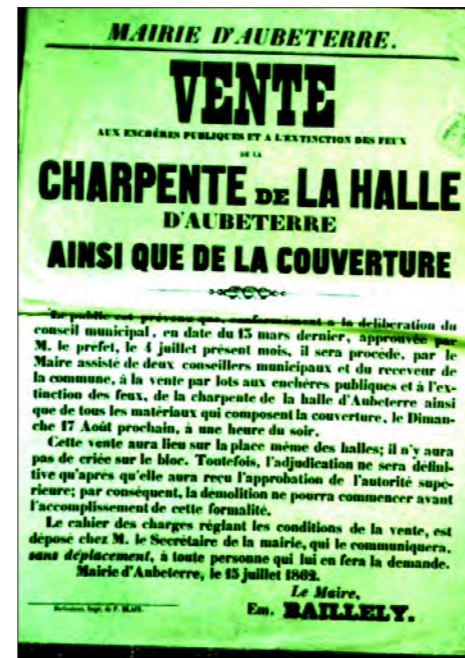 MAIRIE D'AUBETERRE.
VENTE
AUX ENCHÈRES PUBLIQUES ET A L'EXTINCTION DES FEUX
DE LA
CHARPENTE DE LA HALLE
D'AUBETERRE
AINSI QUE DE LA COUVERTURE
Le public est prévenu que, conformément à la délibération du
conseil municipal, en date du 13 mars dernier, approuvée par
M. le préfet, le 4 juillet présent mois, il sera procédé, par le
Maire assisté de deux conseillers municipaux et du receveur de
la commune, à la vente par lots aux enchères publiques et à l'ex-
tinction des feux, de la charpente de la halle d'Aubeterre ainsi
que de tous les matériaux qui composent la couverture, le Diman-
che 17 Août prochain, à une heure du soir.
Cette vente aura lieu sur la place même des halles; il n'y aura
pas de criée sur le bloc. Toutefois, l'adjudication ne sera défini-
tive qu'après qu'elle aura reçu l'approbation de l'autorité supé-
rieure; par conséquent, la démolition ne pourra commencer avant
l'accomplissement de cette formalité.
Le cahier des charges réglant les conditions de la vente, est
déposé chez M. le Secrétaire de la mairie, qui le communiquera,
sans déplacement, à toute personne qui lui en fera la demande.
Mairie d'Aubeterre, le 15 juillet 1862.
Le Maire,
Em. BAILLELY.